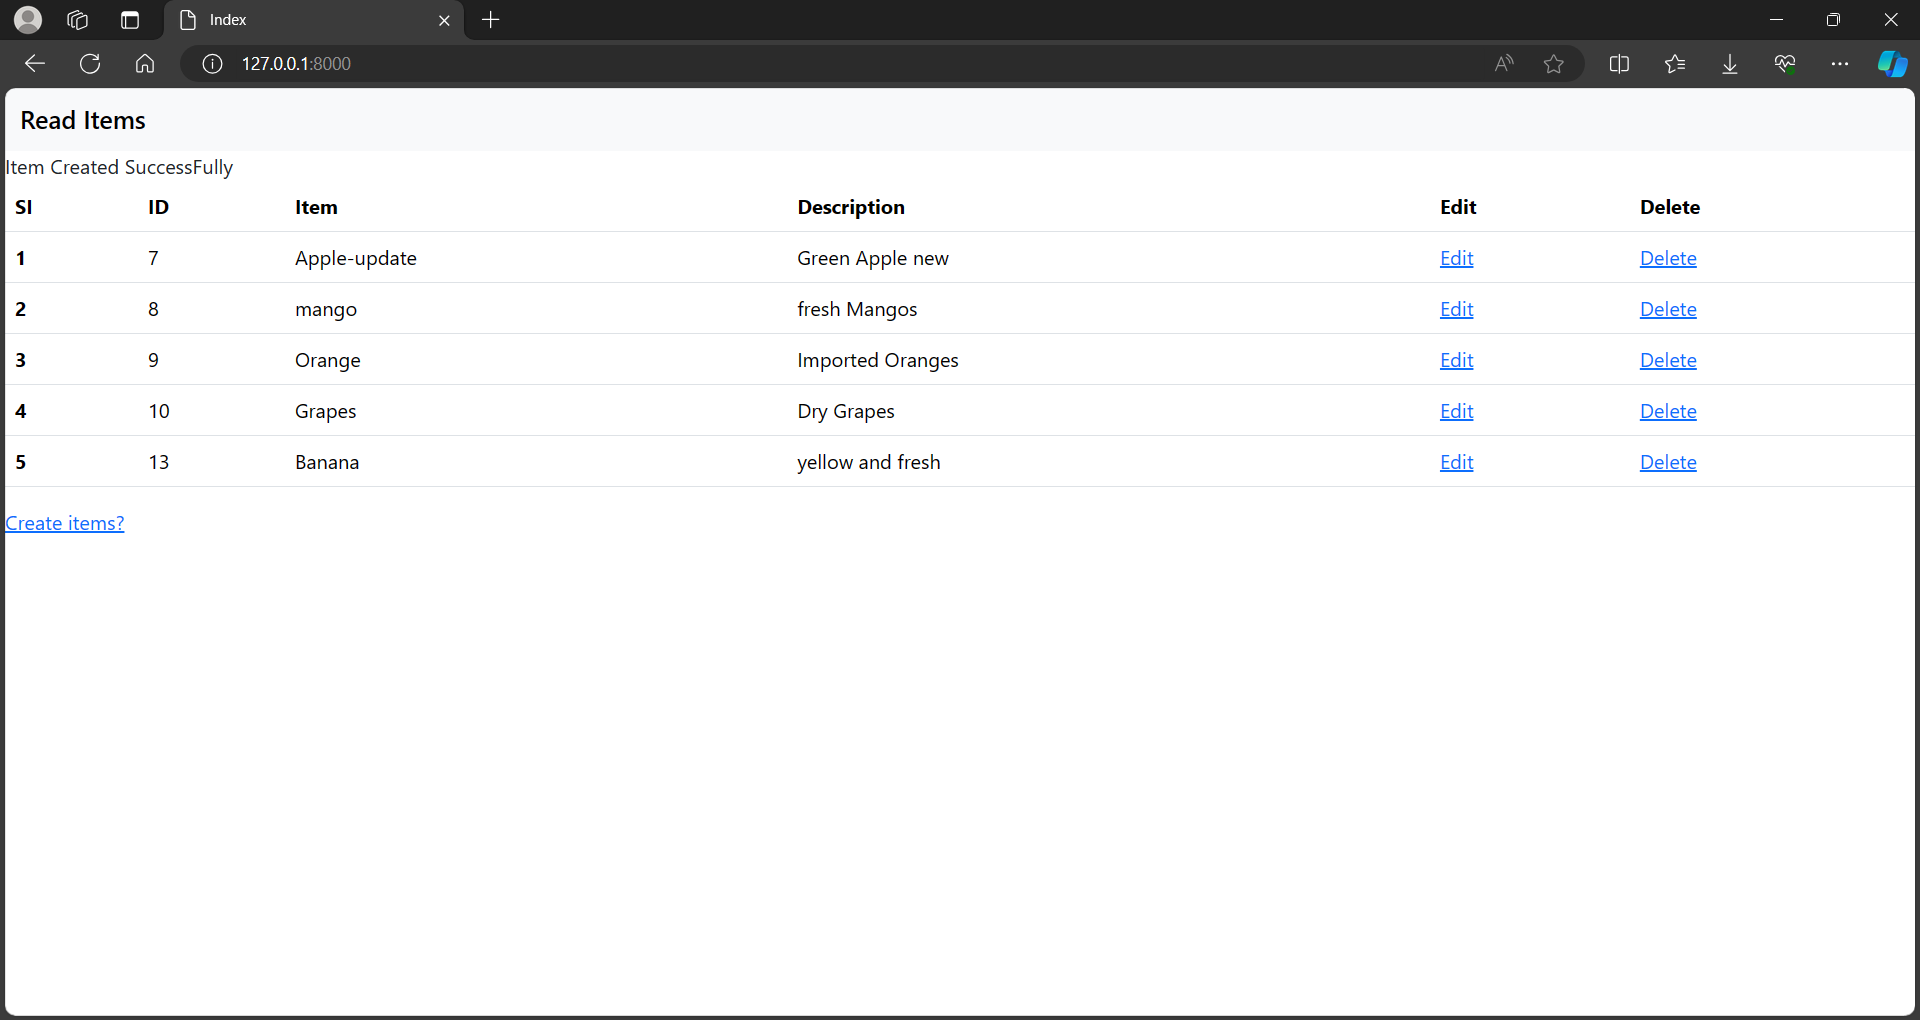 Index
127.0.0.1:8000
Read Items
Item Created SuccessFully
Sl ID Item Description Edit Delete
1 7 Apple-update Green Apple new Edit Delete
2 8 mango fresh Mangos Edit Delete
3 9 Orange Imported Oranges Edit Delete
4 10 Grapes Dry Grapes Edit Delete
5 13 Banana yellow and fresh Edit Delete
Create items?